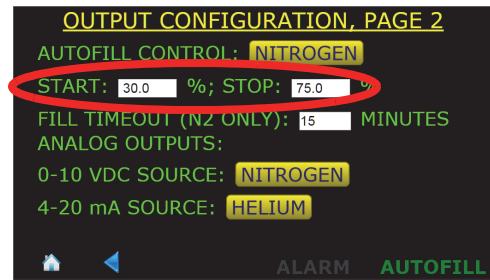 OUTPUT CONFIGURATION, PAGE 2
AUTOFILL CONTROL: NITROGEN
START: 30.0 %; STOP: 75.0 %
FILL TIMEOUT (N2 ONLY): 15 MINUTES
ANALOG OUTPUTS:
0-10 VDC SOURCE: NITROGEN
4-20 mA SOURCE: HELIUM
ALARM AUTOFILL